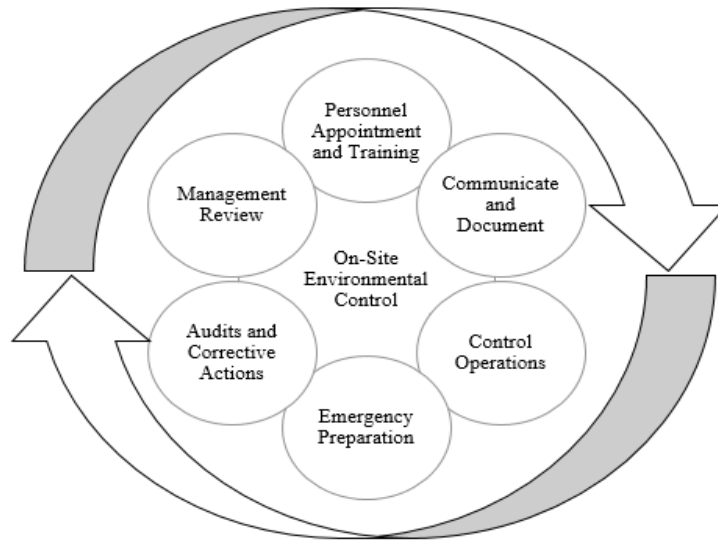 Personnel
Appointment
and Training
Communicate
and
Document
Control
Operations
Emergency
Preparation
Audits and
Corrective
Actions
Management
Review
On-Site
Environmental
Control